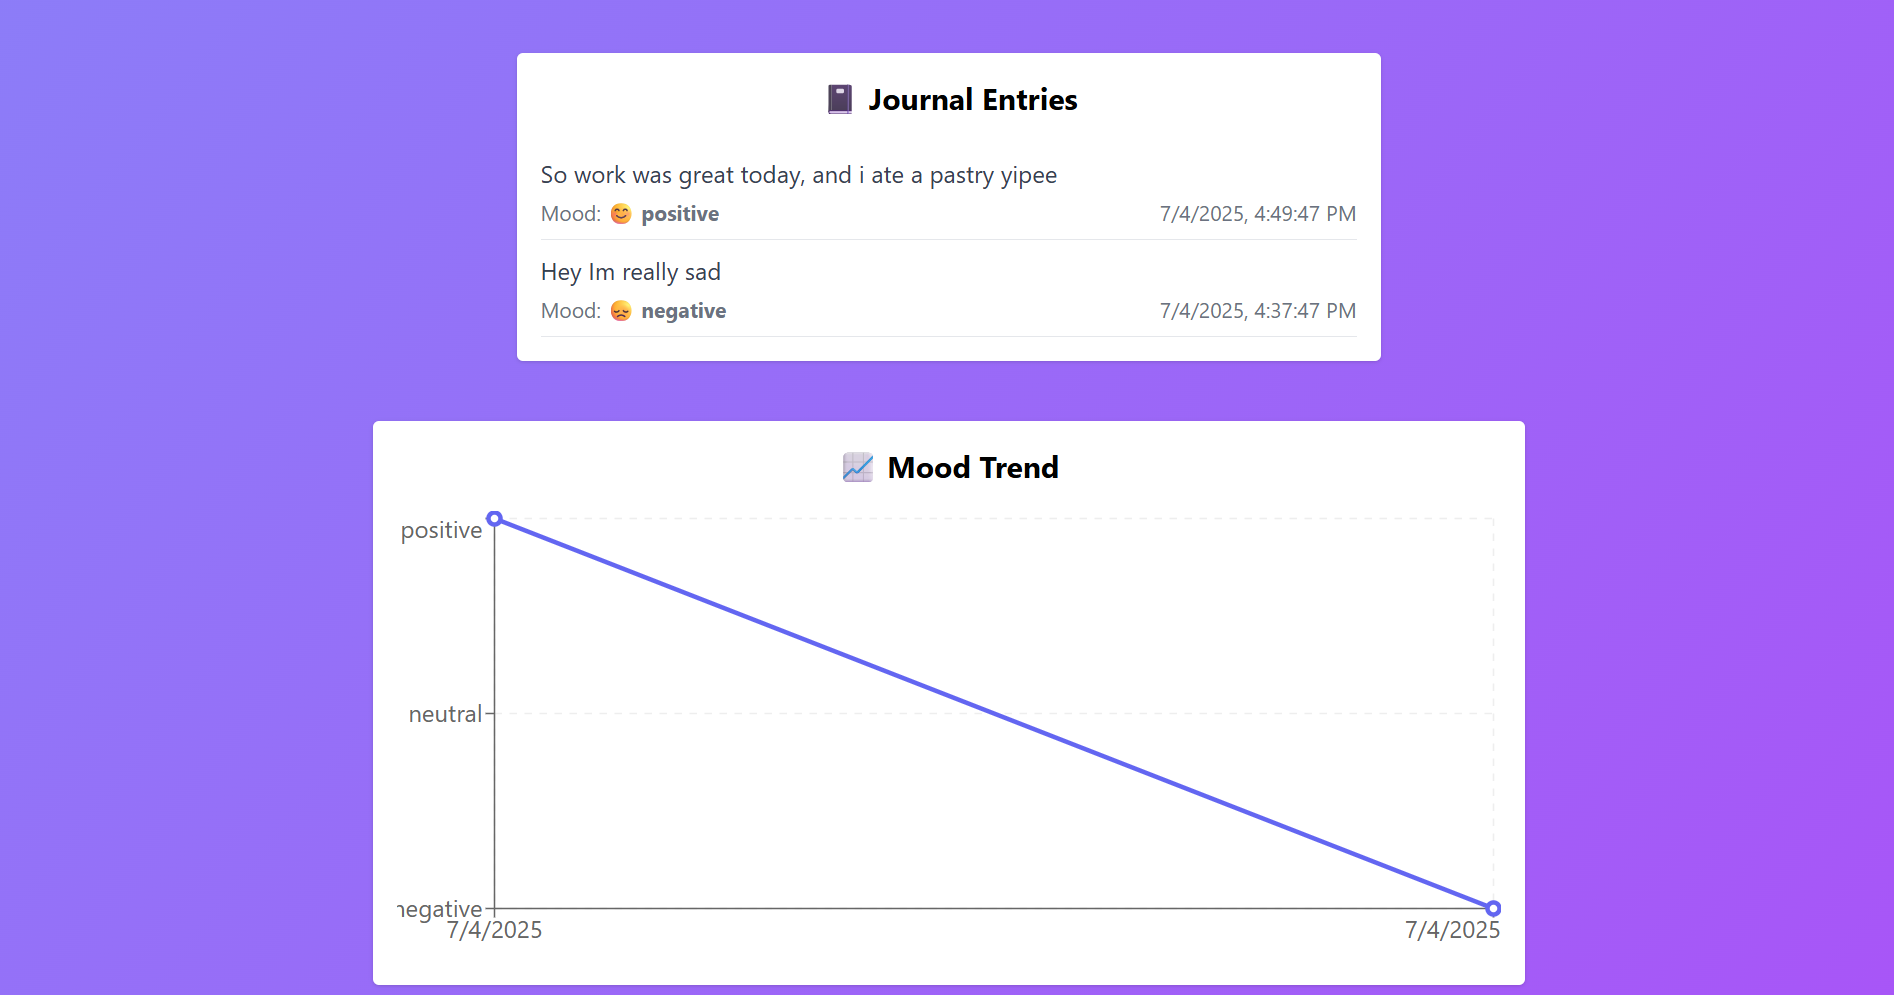 Journal Entries
So work was great today, and i ate a pastry yipee
Mood: 😊 positive 7/4/2025, 4:49:47 PM
Hey Im really sad
Mood: 😞 negative 7/4/2025, 4:37:47 PM
Mood Trend
positive
neutral
negative
7/4/2025 7/4/2025